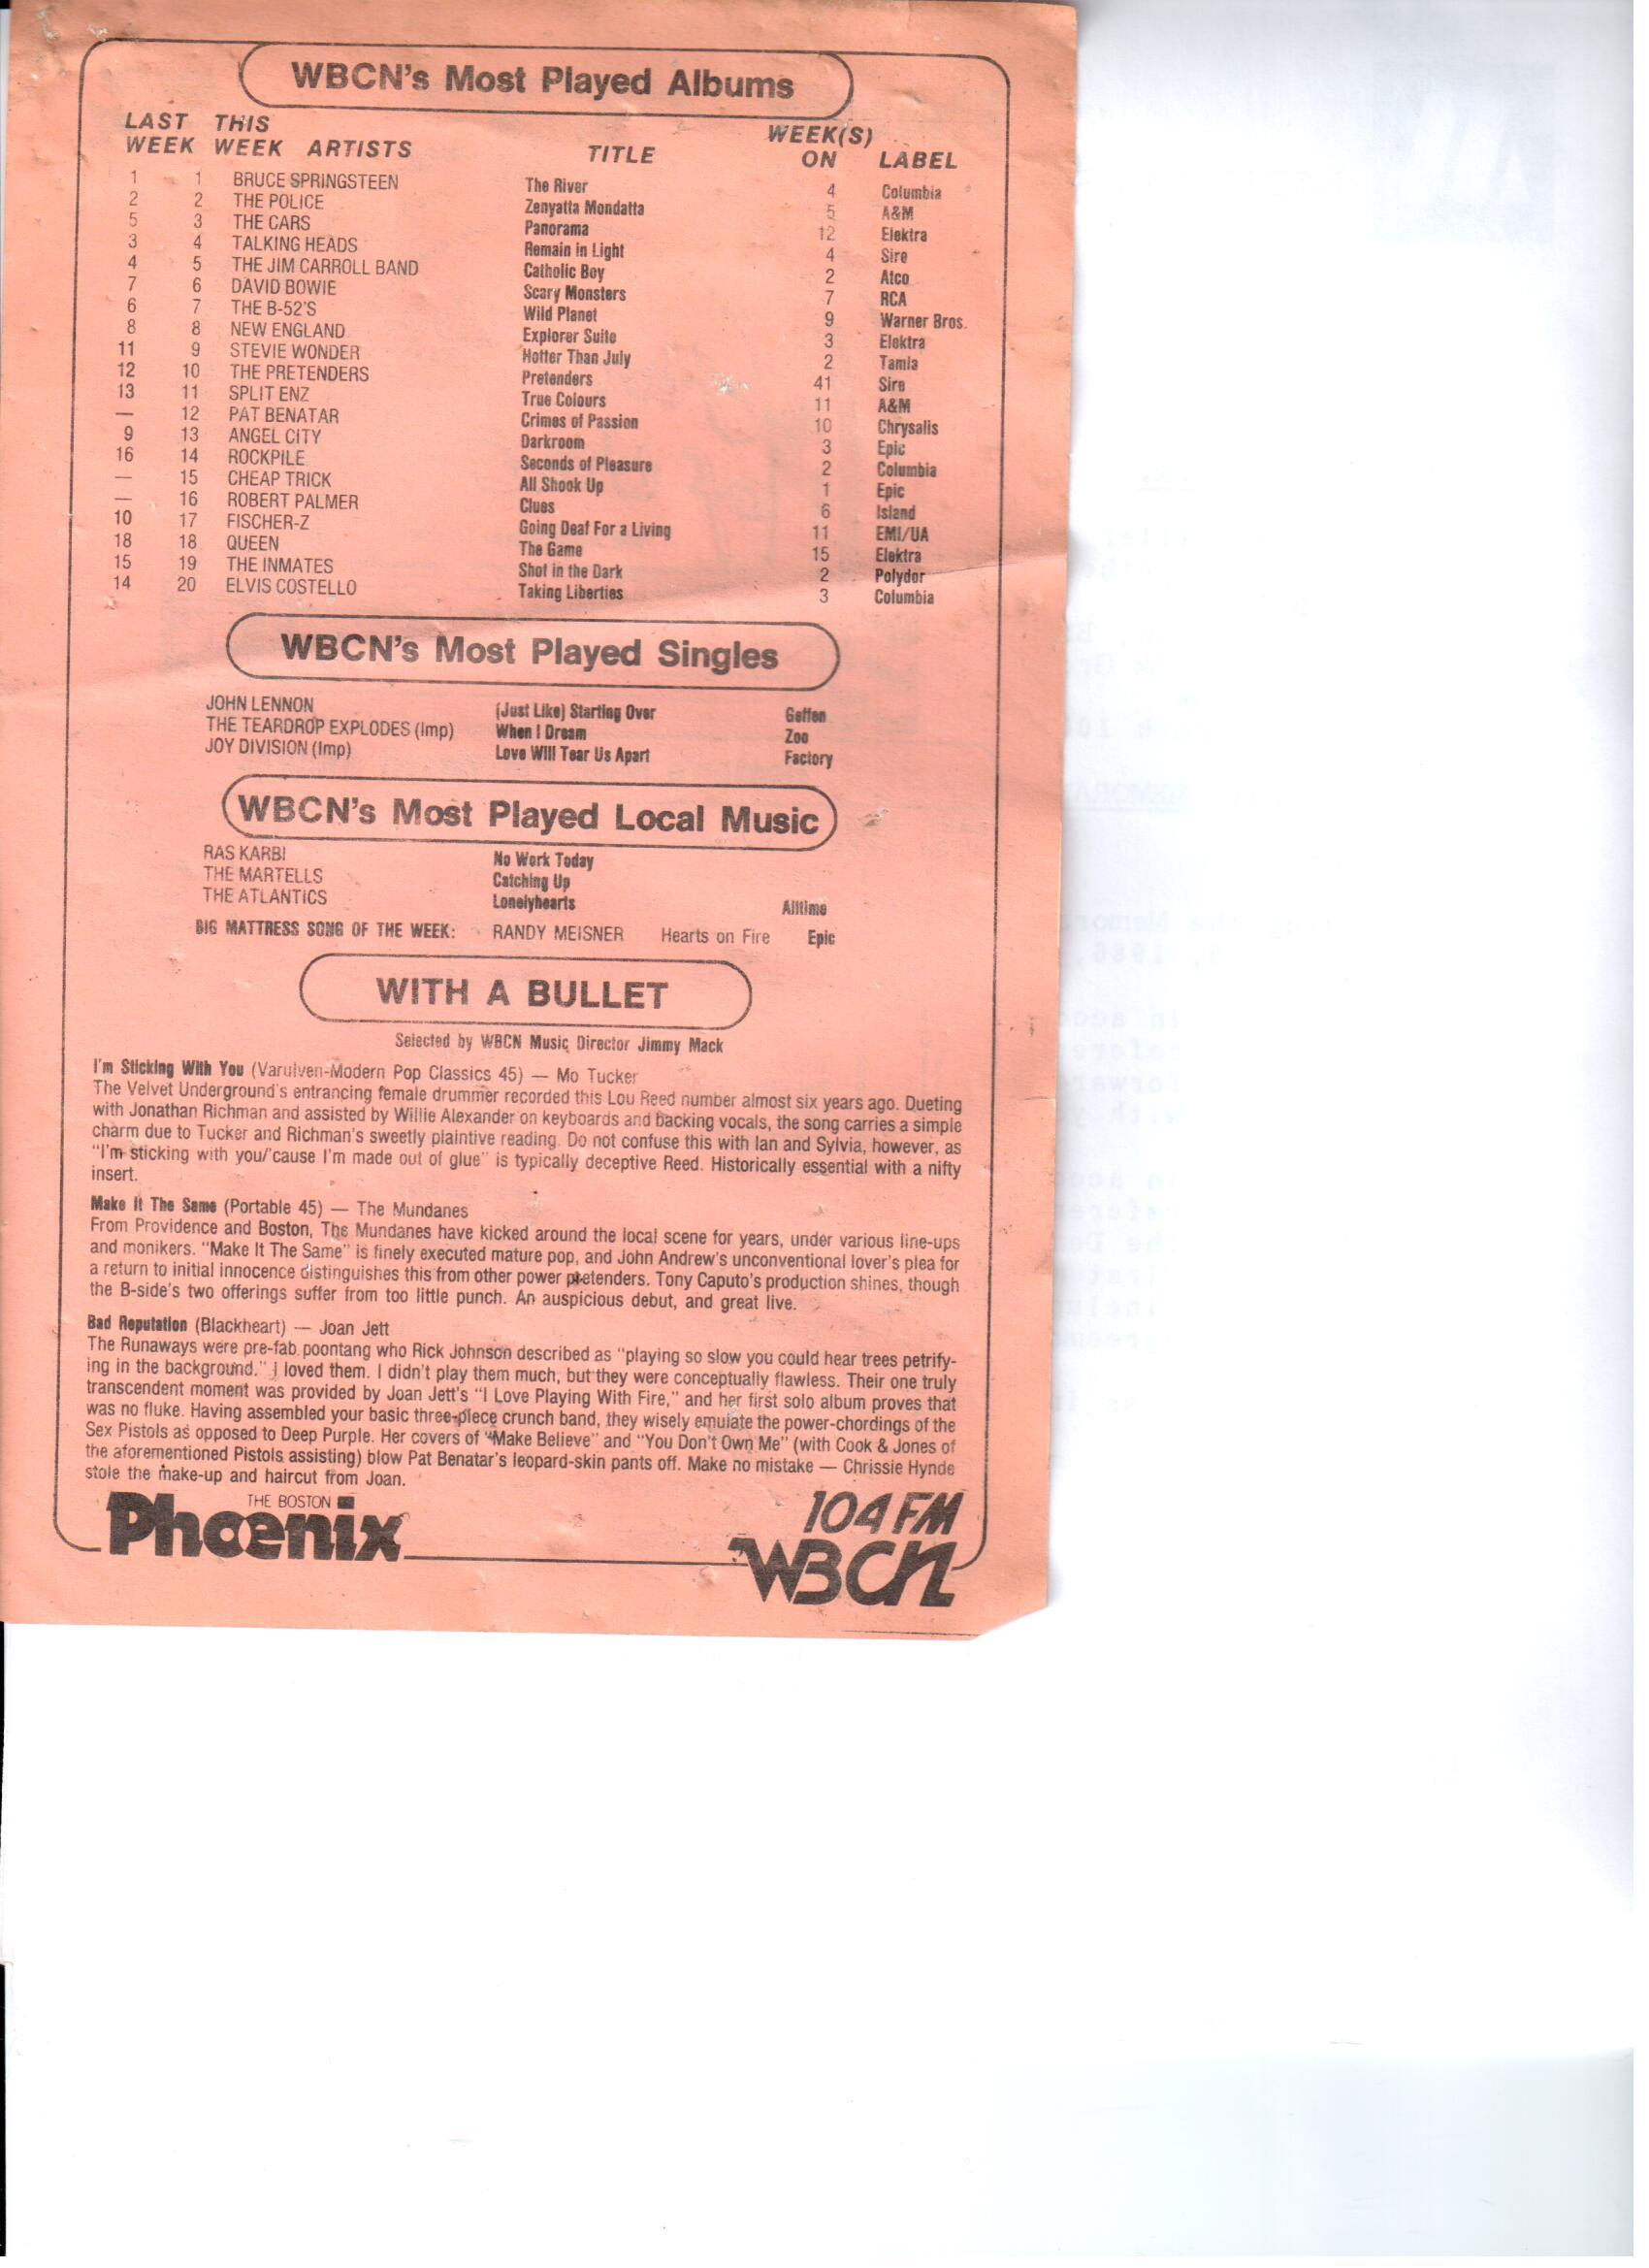 WBCN's Most Played Albums
LAST THIS WEEK(S)
WEEK WEEK ARTISTS TITLE ON LABEL
1 1 BRUCE SPRINGSTEEN The River 4 Columbia
2 2 THE POLICE Zenyatta Mondatta 5 A&M
5 3 THE CARS Panorama 12 Elektra
3 4 TALKING HEADS Remain in Light 4 Sire
4 5 THE JIM CARROLL BAND Catholic Boy 2 Atco
7 6 DAVID BOWIE Scary Monsters 7 RCA
6 7 THE B-52'S Wild Planet 9 Warner Bros.
8 8 NEW ENGLAND Explorer Suite 3 Elektra
11 9 STEVIE WONDER Hotter Than July 2 Tamla
12 10 THE PRETENDERS Pretenders 41 Sire
13 11 SPLIT ENZ True Colours 11 A&M
— 12 PAT BENATAR Crimes of Passion 10 Chrysalis
9 13 ANGEL CITY Darkroom 3 Epic
16 14 ROCKPILE Seconds of Pleasure 2 Columbia
— 15 CHEAP TRICK All Shook Up 1 Epic
— 16 ROBERT PALMER Clues 6 Island
10 17 FISCHER-Z Going Deaf For a Living 11 EMI/UA
18 18 QUEEN The Game 15 Elektra
15 19 THE INMATES Shot in the Dark 2 Polydor
14 20 ELVIS COSTELLO Taking Liberties 3 Columbia
WBCN's Most Played Singles
JOHN LENNON (Just Like) Starting Over Geffen
THE TEARDROP EXPLODES (Imp) When I Dream Zoo
JOY DIVISION (Imp) Love Will Tear Us Apart Factory
WBCN's Most Played Local Music
RAS KARBI No Work Today
THE MARTELLS Catching Up
THE ATLANTICS Lonelyhearts Alltime
BIG MATTRESS SONG OF THE WEEK: RANDY MEISNER Hearts on Fire Epic
WITH A BULLET
Selected by WBCN Music Director Jimmy Mack
I'm Sticking With You (Varulven-Modern Pop Classics 45) — Mo Tucker
The Velvet Underground's entrancing female drummer recorded this Lou Reed number almost six years ago. Dueting
with Jonathan Richman and assisted by Willie Alexander on keyboards and backing vocals, the song carries a simple
charm due to Tucker and Richman's sweetly plaintive reading. Do not confuse this with Ian and Sylvia, however, as
"I'm sticking with you/'cause I'm made out of glue" is typically deceptive Reed. Historically essential with a nifty
insert.
Make It The Same (Portable 45) — The Mundanes
From Providence and Boston, The Mundanes have kicked around the local scene for years, under various line-ups
and monikers. "Make It The Same" is finely executed mature pop, and John Andrew's unconventional lover's plea for
a return to initial innocence distinguishes this from other power pretenders. Tony Caputo's production shines, though
the B-side's two offerings suffer from too little punch. An auspicious debut, and great live.
Bad Reputation (Blackheart) — Joan Jett
The Runaways were pre-fab poontang who Rick Johnson described as "playing so slow you could hear trees petrify-
ing in the background." I loved them. I didn't play them much, but they were conceptually flawless. Their one truly
transcendent moment was provided by Joan Jett's "I Love Playing With Fire," and her first solo album proves that
was no fluke. Having assembled your basic three-piece crunch band, they wisely emulate the power-chordings of the
Sex Pistols as opposed to Deep Purple. Her covers of "Make Believe" and "You Don't Own Me" (with Cook & Jones of
the aforementioned Pistols assisting) blow Pat Benatar's leopard-skin pants off. Make no mistake — Chrissie Hynde
stole the make-up and haircut from Joan.
THE BOSTON
Phoenix
104 FM
WBCN